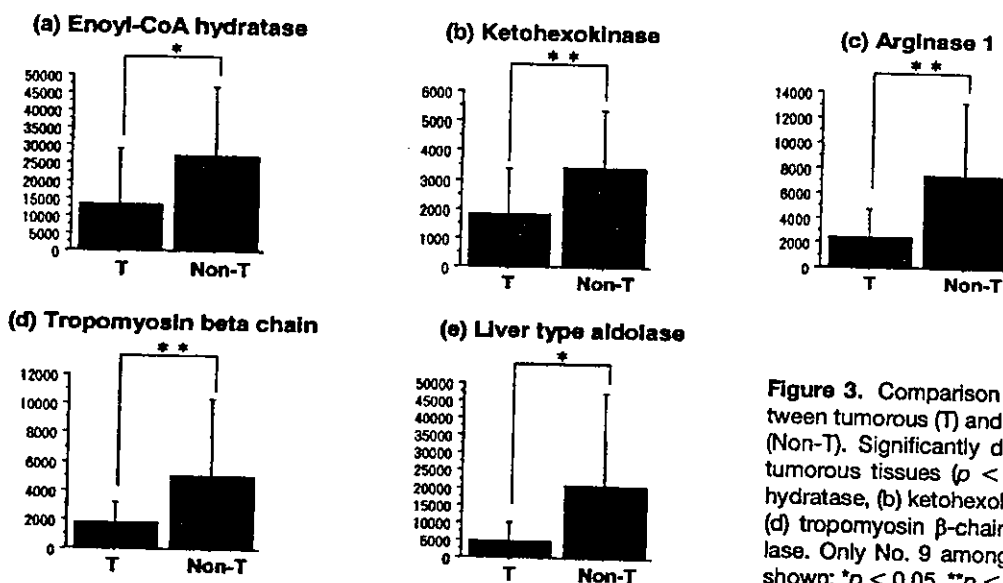 (a) Enoyl-CoA hydratase
*
50000
45000
40000
35000
30000
25000
20000
15000
10000
5000
0
T Non-T
(b) Ketohexokinase
**
6000
5000
4000
3000
2000
1000
0
T Non-T
(c) Arginase 1
**
14000
12000
10000
8000
6000
4000
2000
0
T Non-T
(d) Tropomyosin beta chain
**
12000
10000
8000
6000
4000
2000
0
T Non-T
(e) Liver type aldolase
*
50000
45000
40000
35000
30000
25000
20000
15000
10000
5000
0
T Non-T
Figure 3. Comparison
tween tumorous (T) and
(Non-T). Significantly d
tumorous tissues (p <
hydratase, (b) ketohexol
(d) tropomyosin β-chain
lase. Only No. 9 among
shown; *p < 0.05, **p <